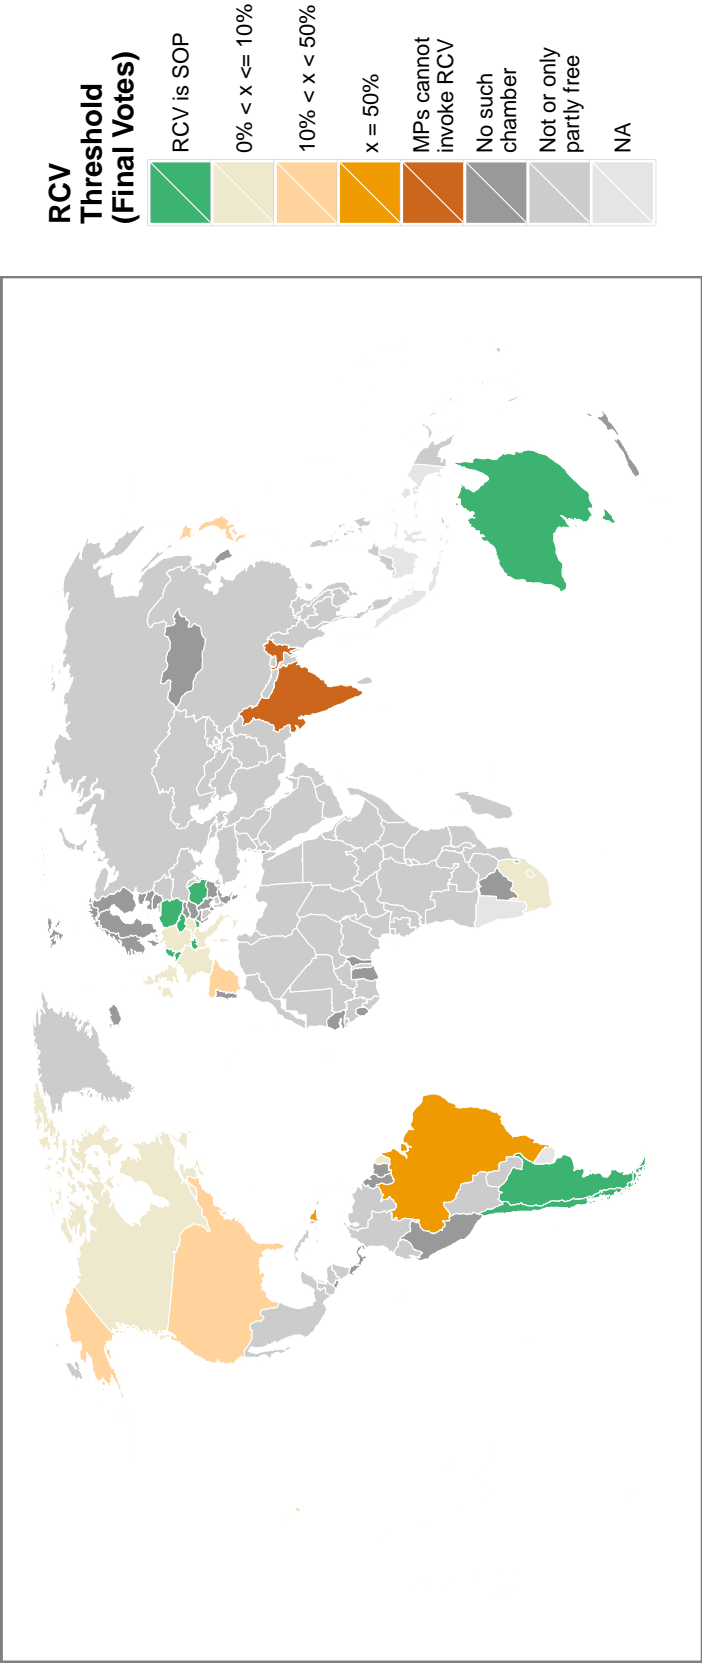 RCV
Threshold
(Final Votes)
RCV is SOP
0% < x <= 10%
10% < x < 50%
x = 50%
MPs cannot
invoke RCV
No such
chamber
Not or only
partly free
NA